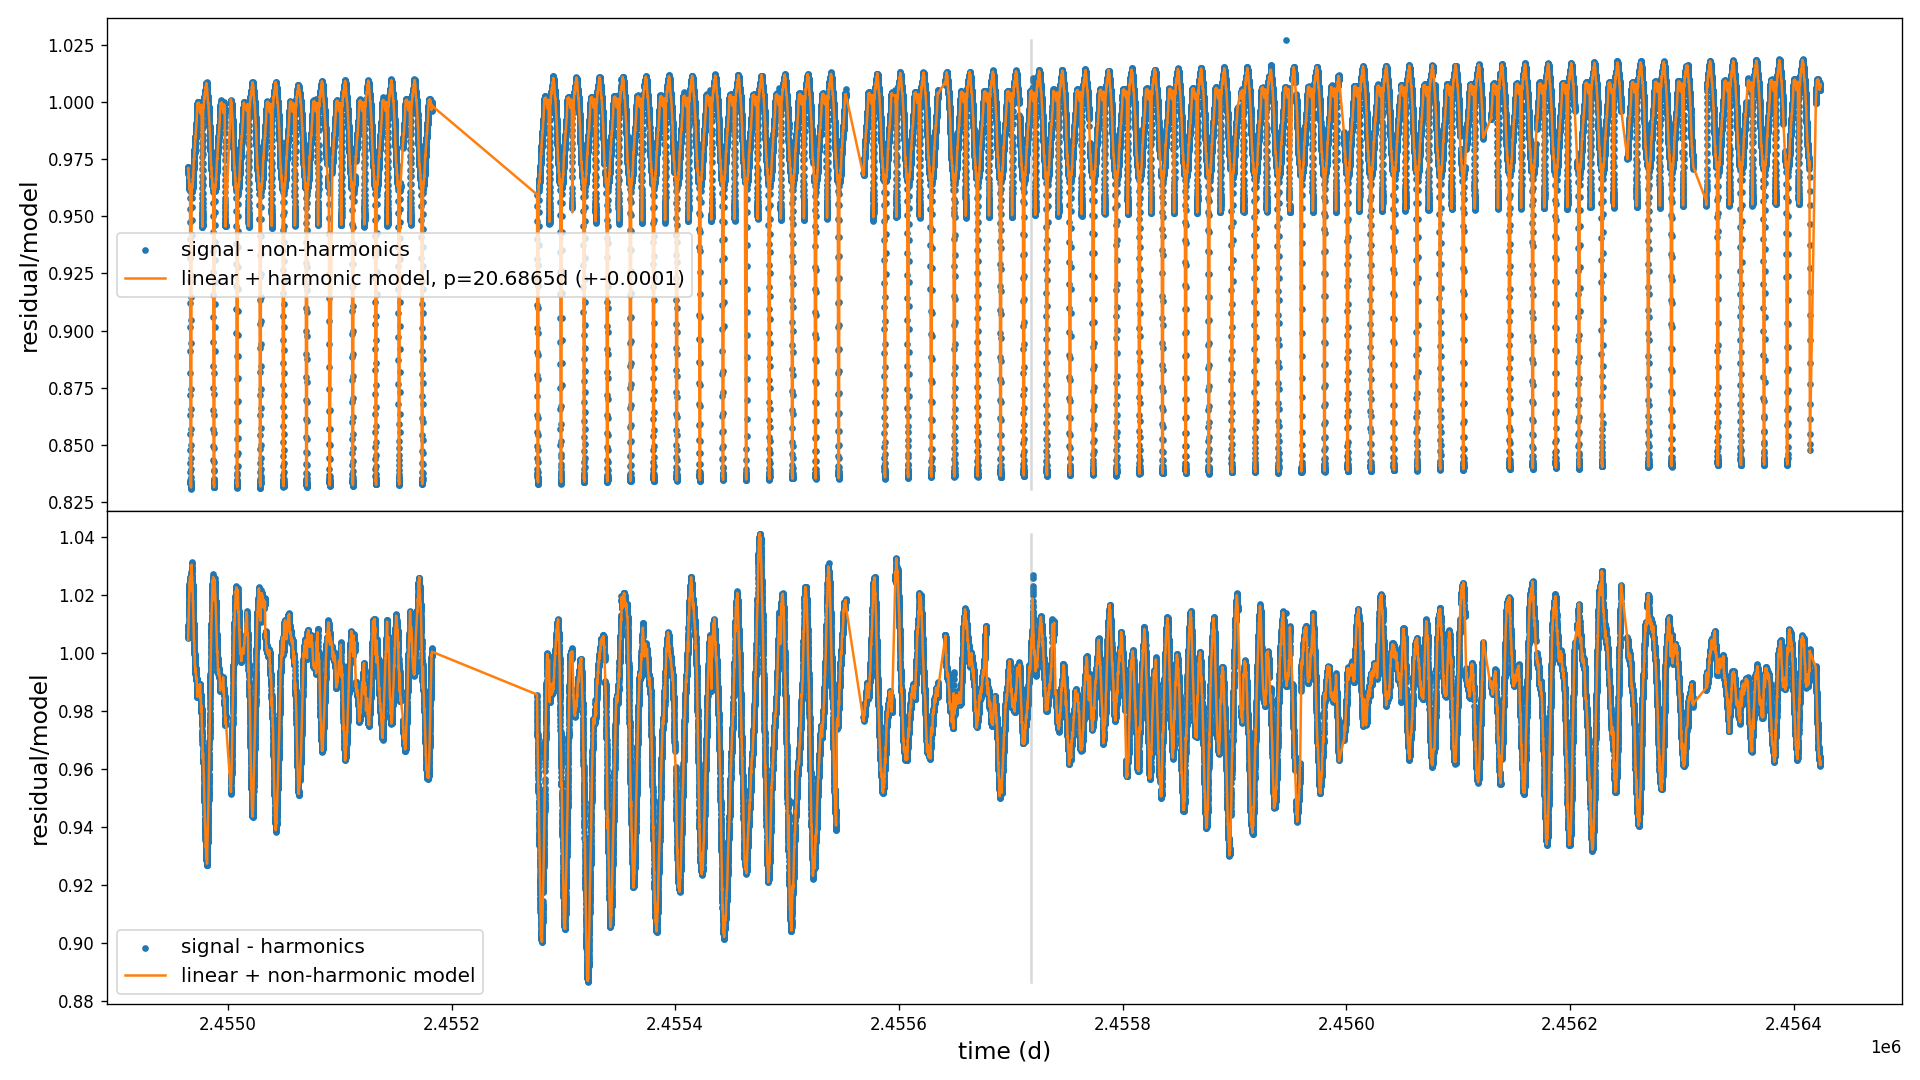 1.025
1.000
0.975
0.950
0.925
0.900
0.875
0.850
0.825
residual/model
signal - non-harmonics
linear + harmonic model, p=20.6865d (+-0.0001)
1.04
1.02
1.00
0.98
0.96
0.94
0.92
0.90
0.88
residual/model
signal - harmonics
linear + non-harmonic model
2.4550 2.4552 2.4554 2.4556 2.4558 2.4560 2.4562 2.4564
time (d)
1e6